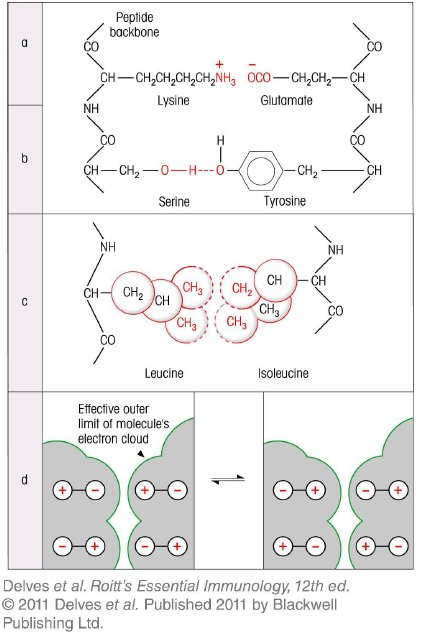 Peptide
backbone
a
CO
CO
+
−
CH—CH₂CH₂CH₂CH₂NH₃ OCO—CH₂CH₂—CH
Lysine
Glutamate
NH
NH
b
CO
H
CO
CH—CH₂—O—H---O CH₂ CH
Serine
Tyrosine
c
NH
NH
CH CH₂ CH CH₃ CH₂ CH CH
CH₃ CH₃ CH₃
CO
CO
Leucine
Isoleucine
d
Effective outer
limit of molecule's
electron cloud
+ − + − − + − +
− + − + + − + −
Delves et al. Roitt's Essential Immunology, 12th ed.
© 2011 Delves et al. Published 2011 by Blackwell
Publishing Ltd.